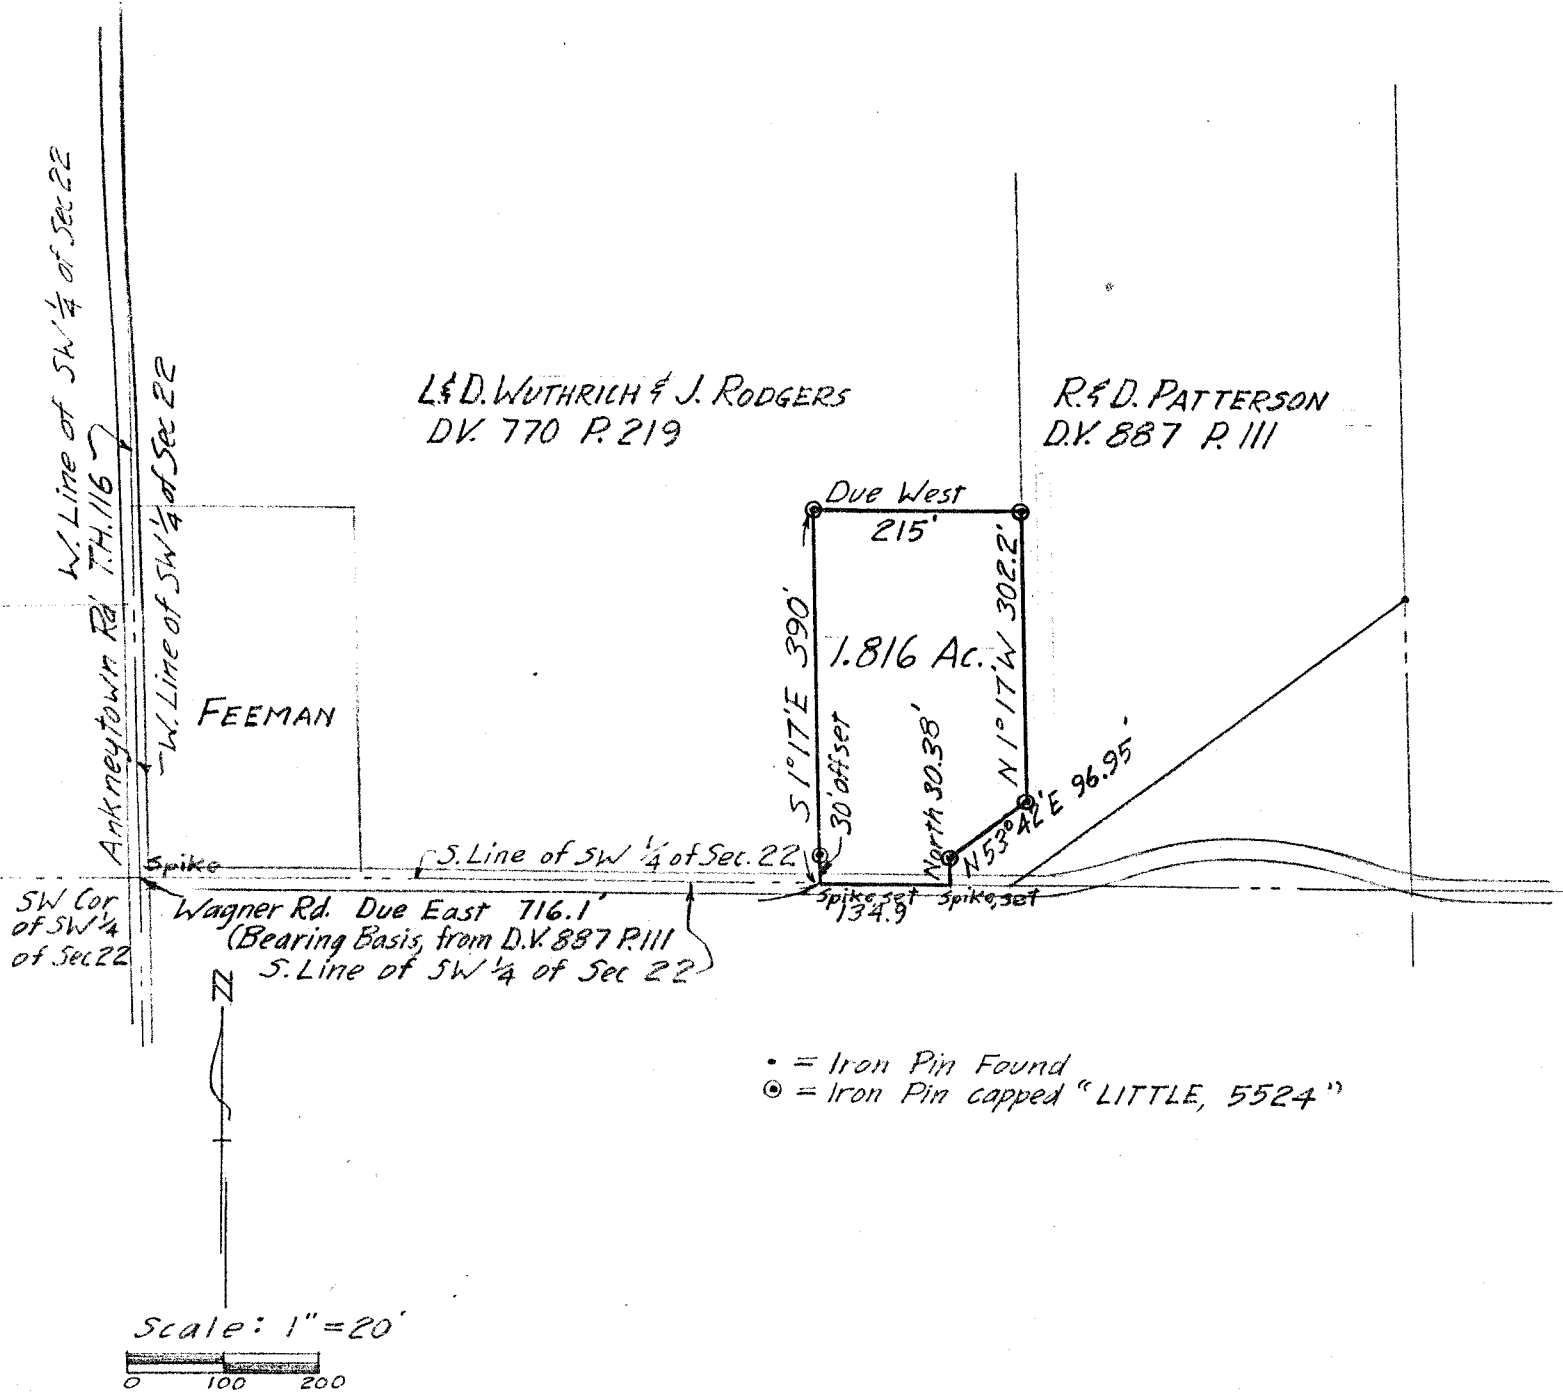 W. Line of SW 1/4 of Sec 22
Ankneytown Rd T.H. 116
W. Line of SW 1/4 of Sec 22
L. & D. WUTHRICH & J. RODGERS
D.V. 770 P. 219
R. & D. PATTERSON
D.V. 887 P. 111
Due West
215'
S 1° 17' E 390'
1.816 Ac.
N 1° 17' W 302.2'
FEEMAN
30' offset
North 30.38'
N 53° 42' E 96.95'
Spike
S. Line of SW 1/4 of Sec. 22
SW Cor
of SW 1/4
of Sec 22
Wagner Rd. Due East 716.1'
(Bearing Basis, from D.V. 887 P. 111
S. Line of SW 1/4 of Sec 22
Spike, set
134.9
Spike, set
N
• = Iron Pin Found
⊙ = Iron Pin capped "LITTLE, 5524"
Scale: 1" = 20'
0 100 200